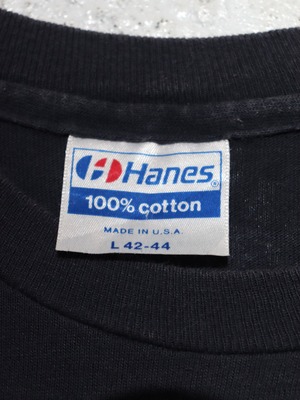 Hanes®
100% cotton
MADE IN U.S.A.
L 42-44